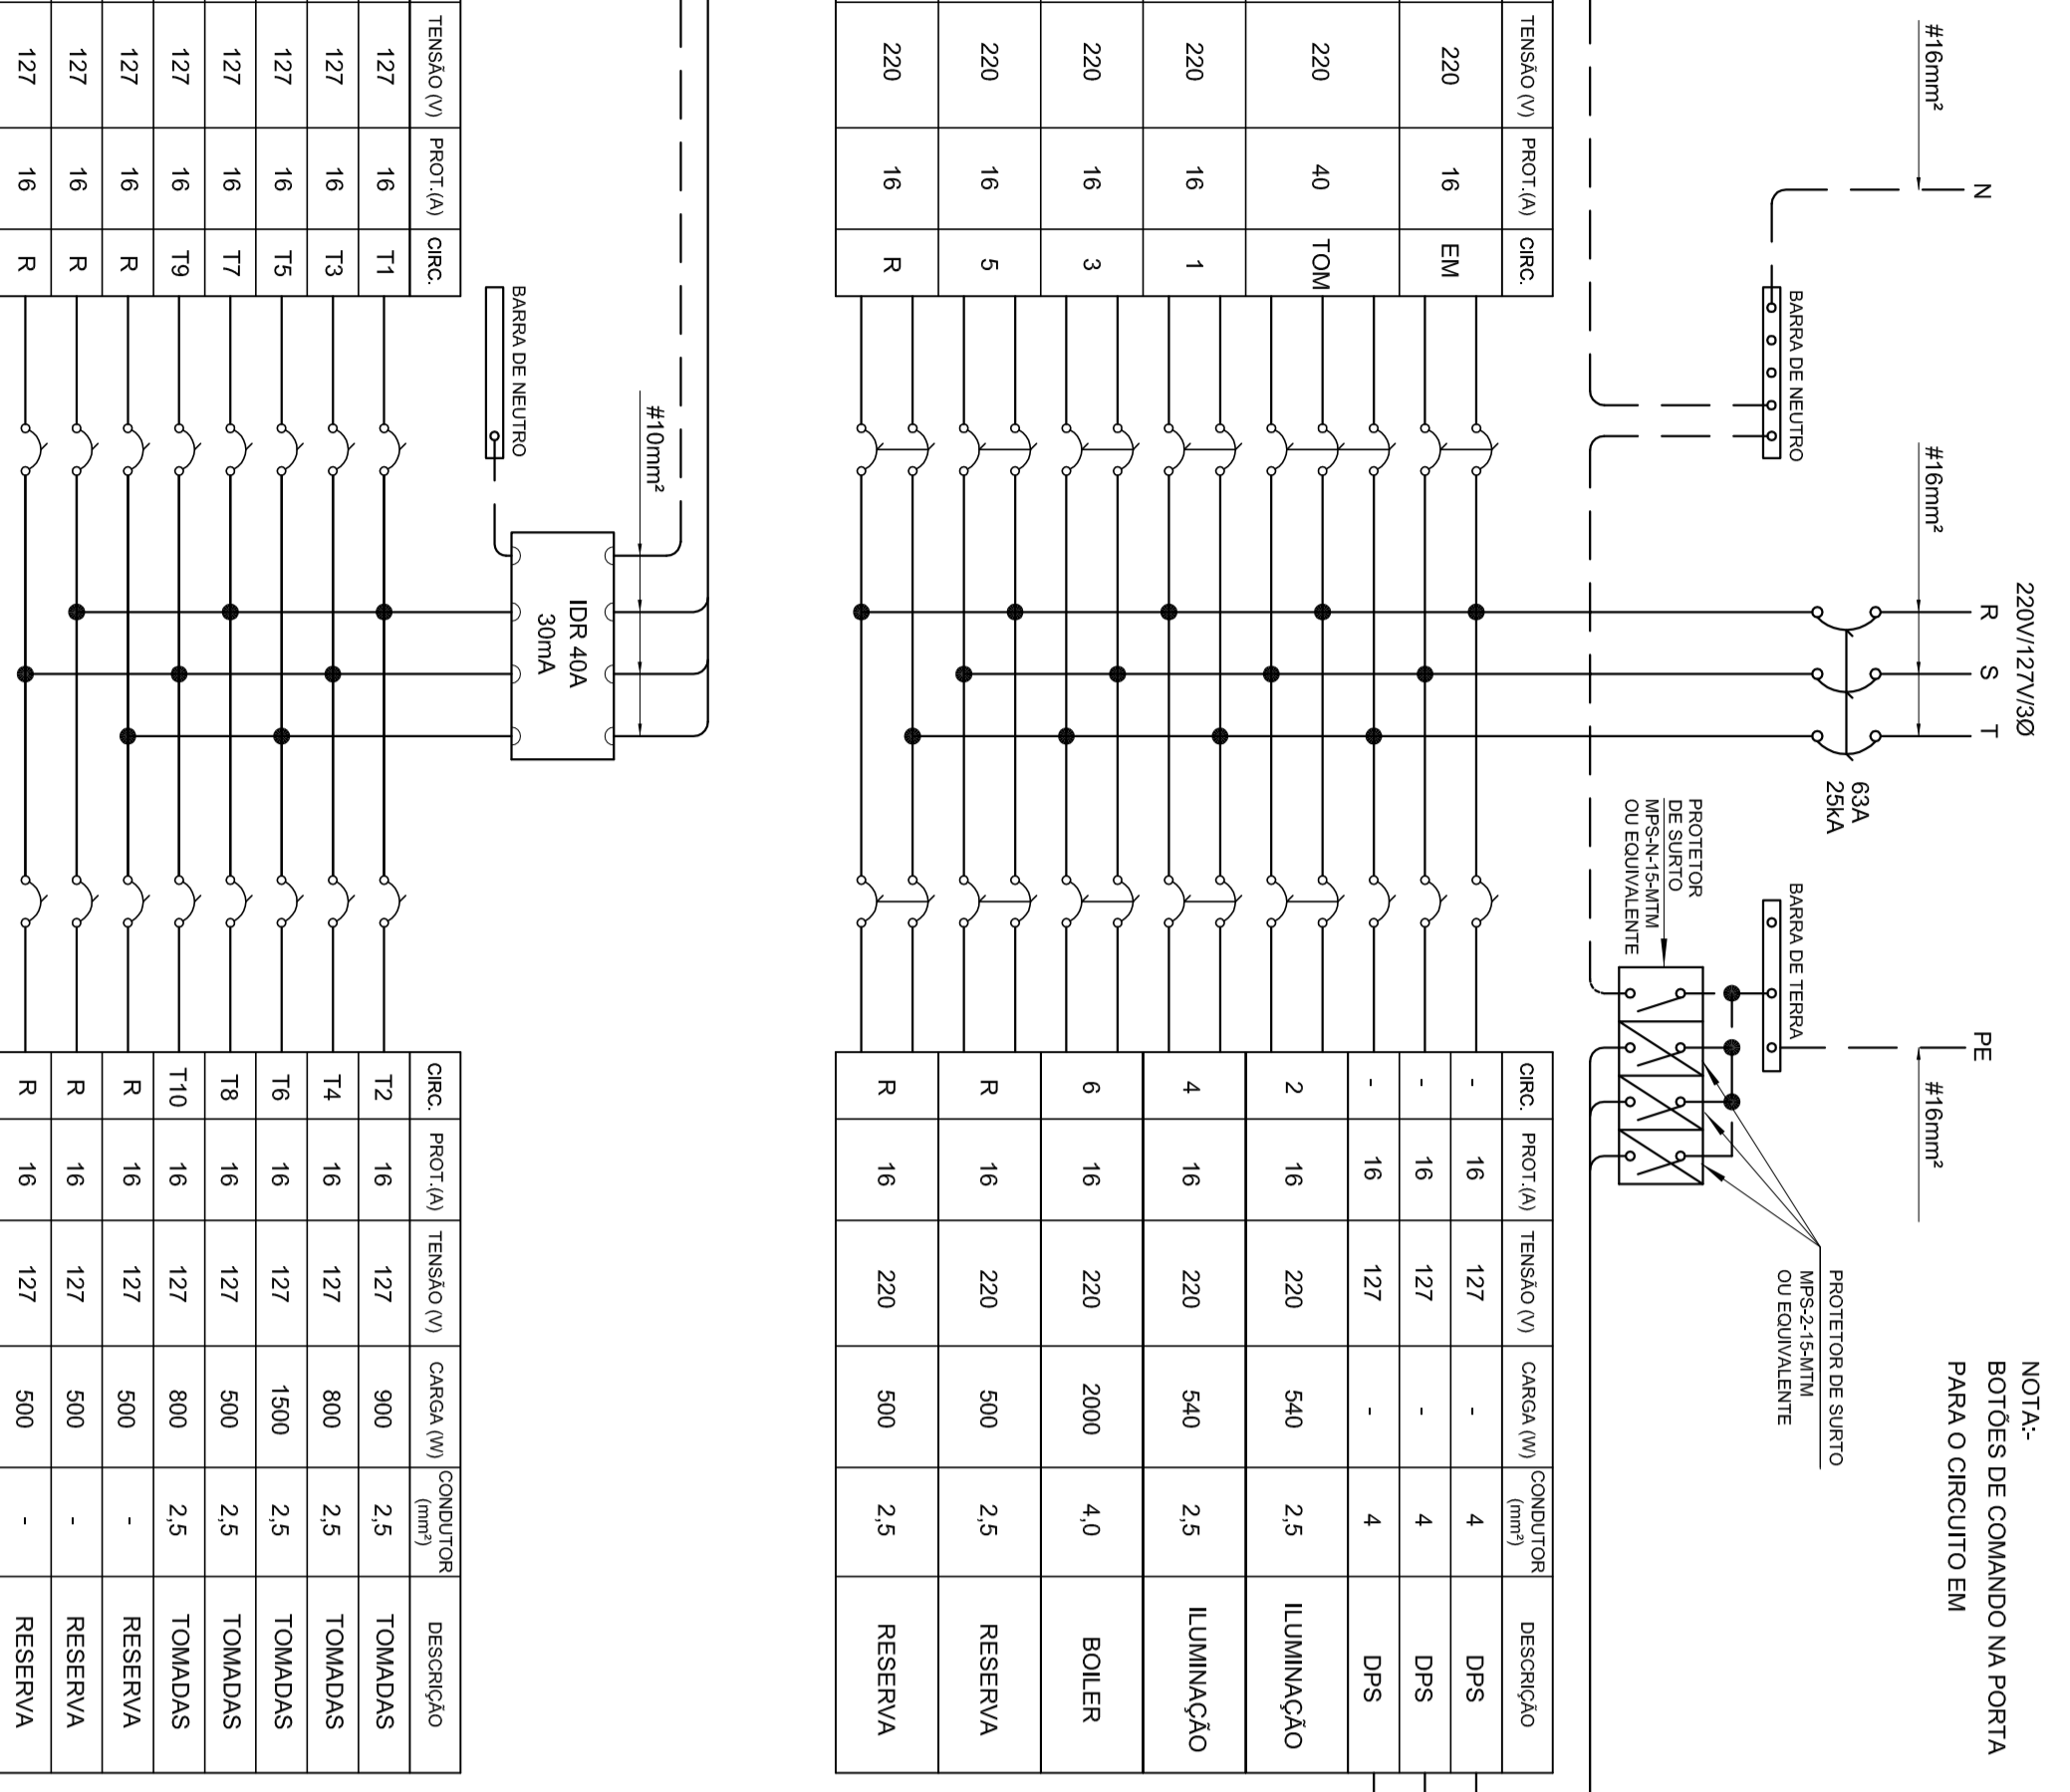 220V/127V/3Ø
NOTA:-
BOTÕES DE COMANDO NA PORTA
PARA O CIRCUITO EM
N
R
S
T
PE
#16mm²
#16mm²
#16mm²
63A
25kA
BARRA DE NEUTRO
BARRA DE TERRA
PROTETOR DE SURTO
MPS-2-15-MTM
OU EQUIVALENTE
PROTETOR
DE SURTO
MPS-N-15-MTM
OU EQUIVALENTE
TENSÃO (V) PROT.(A) CIRC.
220 16 EM
220 40 TOM
220 16 1
220 16 3
220 16 5
220 16 R
CIRC. PROT.(A) TENSÃO (V) CARGA (W) CONDUTOR (mm²) DESCRIÇÃO
- 16 127 - 4 DPS
- 16 127 - 4 DPS
- 16 127 - 4 DPS
2 16 220 540 2,5 ILUMINAÇÃO
4 16 220 540 2,5 ILUMINAÇÃO
6 16 220 2000 4,0 BOILER
R 16 220 500 2,5 RESERVA
R 16 220 500 2,5 RESERVA
#10mm²
IDR 40A
30mA
BARRA DE NEUTRO
TENSÃO (V) PROT.(A) CIRC.
127 16 T1
127 16 T3
127 16 T5
127 16 T7
127 16 T9
127 16 R
127 16 R
127 16 R
CIRC. PROT.(A) TENSÃO (V) CARGA (W) CONDUTOR (mm²) DESCRIÇÃO
T2 16 127 900 2,5 TOMADAS
T4 16 127 800 2,5 TOMADAS
T6 16 127 1500 2,5 TOMADAS
T8 16 127 500 2,5 TOMADAS
T10 16 127 800 2,5 TOMADAS
R 16 127 500 - RESERVA
R 16 127 500 - RESERVA
R 16 127 500 - RESERVA